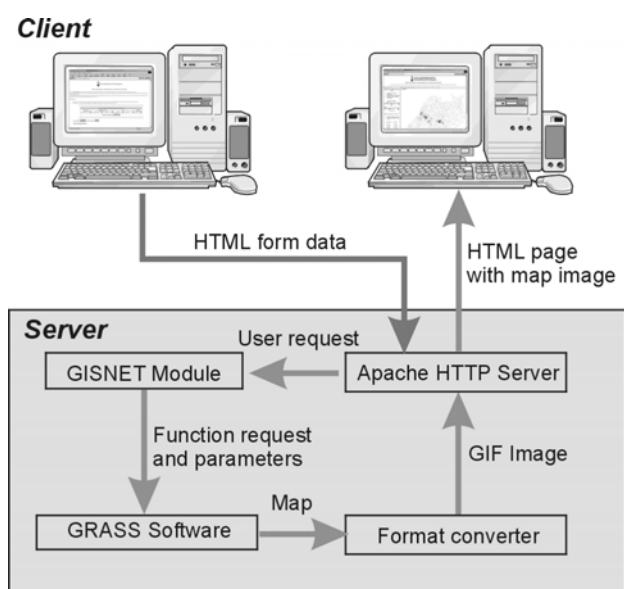 Client
HTML form data
HTML page
with map image
Server
User request
GISNET Module
Apache HTTP Server
Function request
and parameters
GIF Image
Map
GRASS Software
Format converter